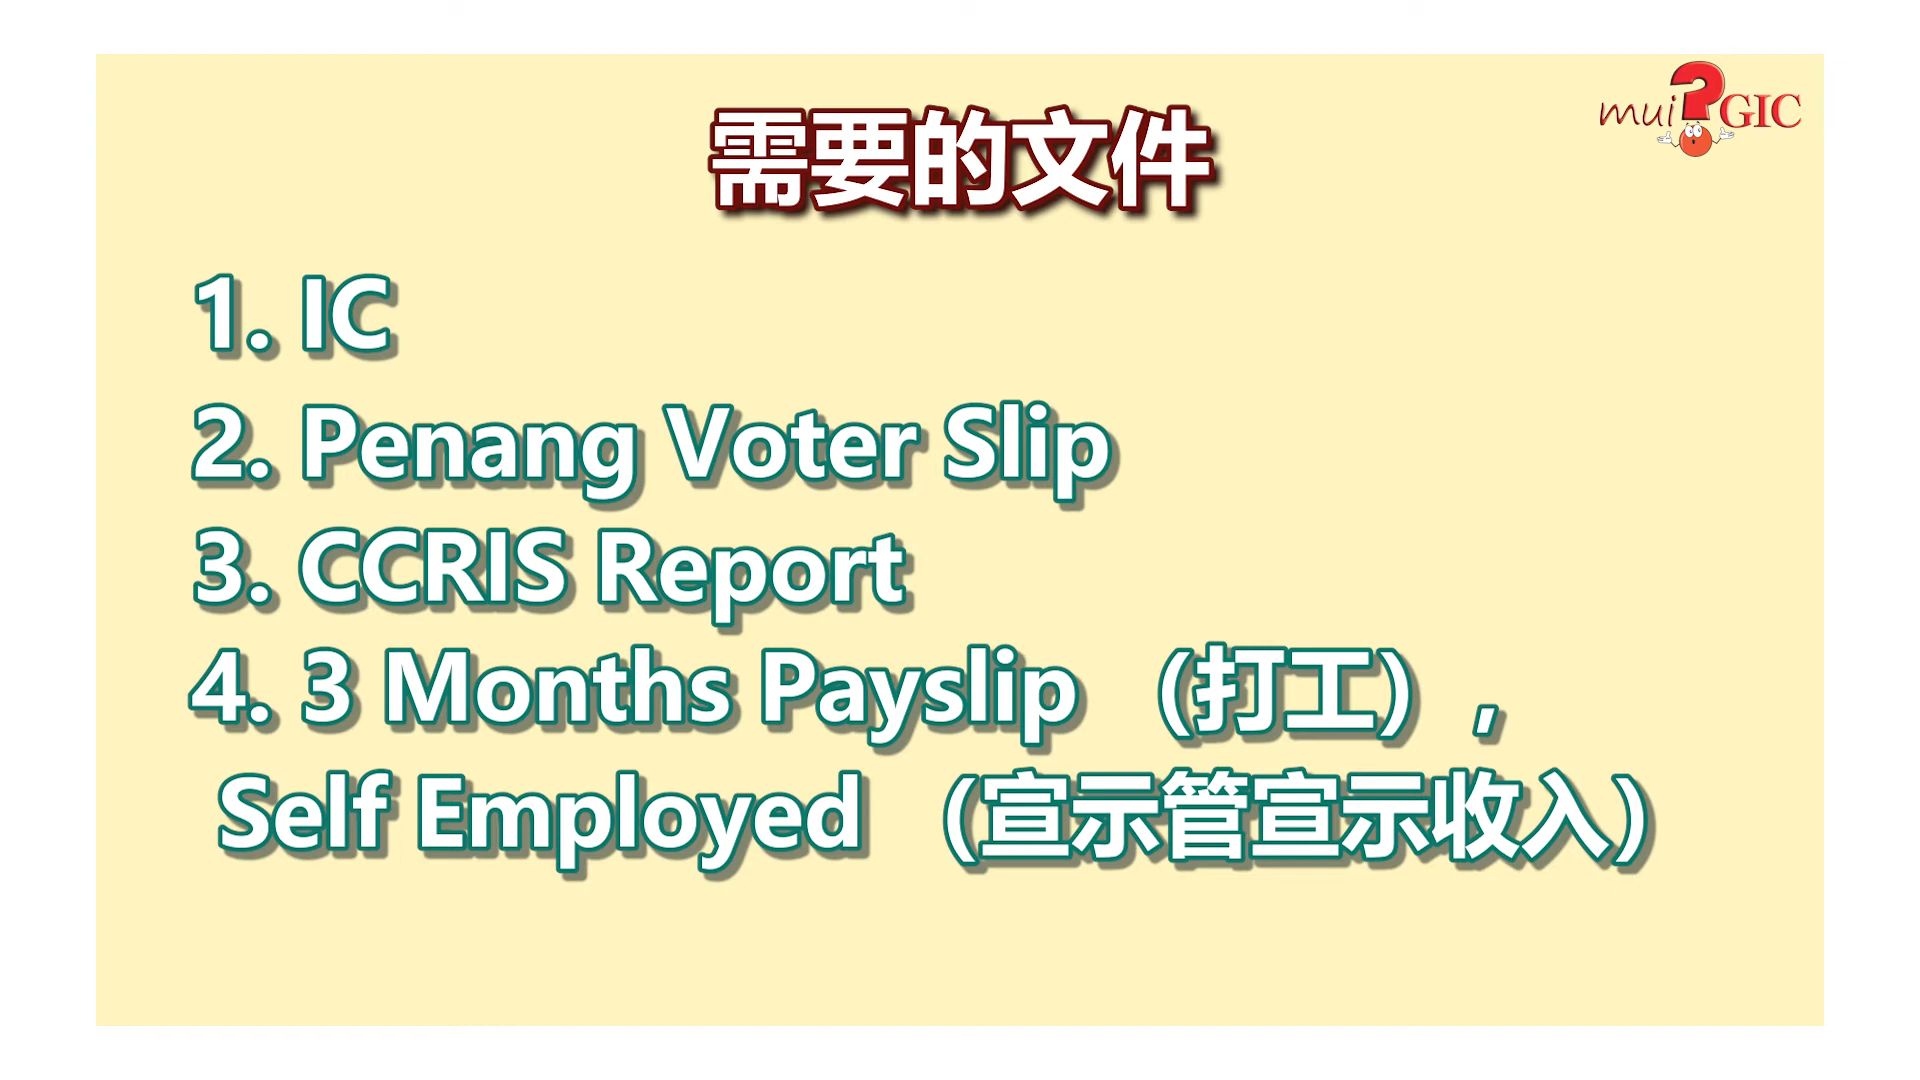 mui?GIC
需要的文件
1. IC
2. Penang Voter Slip
3. CCRIS Report
4. 3 Months Payslip （打工）,
Self Employed （宣示管宣示收入）